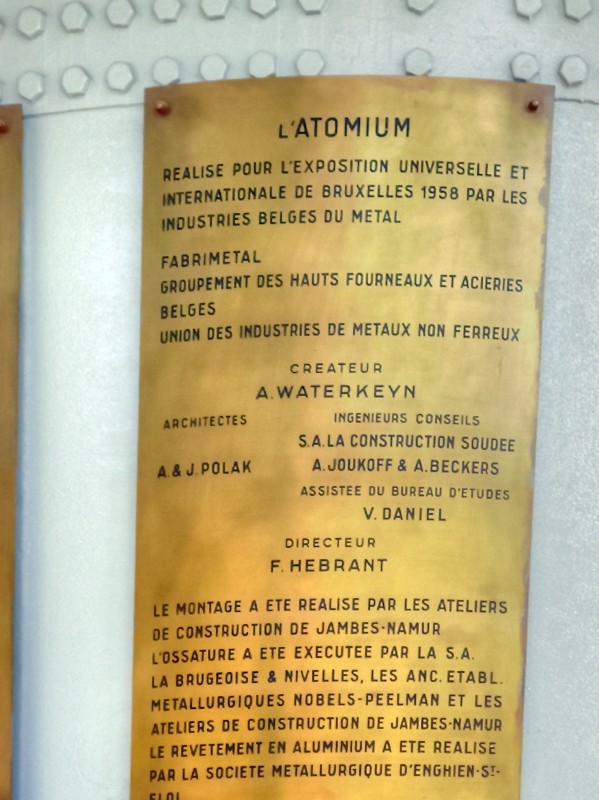 L'ATOMIUM
REALISE POUR L'EXPOSITION UNIVERSELLE ET
INTERNATIONALE DE BRUXELLES 1958 PAR LES
INDUSTRIES BELGES DU METAL
FABRIMETAL
GROUPEMENT DES HAUTS FOURNEAUX ET ACIERIES
BELGES
UNION DES INDUSTRIES DE METAUX NON FERREUX
CREATEUR
A. WATERKEYN
ARCHITECTES
A. & J. POLAK
INGENIEURS CONSEILS
S.A. LA CONSTRUCTION SOUDEE
A. JOUKOFF & A. BECKERS
ASSISTEE DU BUREAU D'ETUDES
V. DANIEL
DIRECTEUR
F. HEBRANT
LE MONTAGE A ETE REALISE PAR LES ATELIERS
DE CONSTRUCTION DE JAMBES-NAMUR
L'OSSATURE A ETE EXECUTEE PAR LA S.A.
LA BRUGEOISE & NIVELLES, LES ANC. ETABL.
METALLURGIQUES NOBELS-PEELMAN ET LES
ATELIERS DE CONSTRUCTION DE JAMBES-NAMUR
LE REVETEMENT EN ALUMINIUM A ETE REALISE
PAR LA SOCIETE METALLURGIQUE D'ENGHIEN-ST-
ELOI